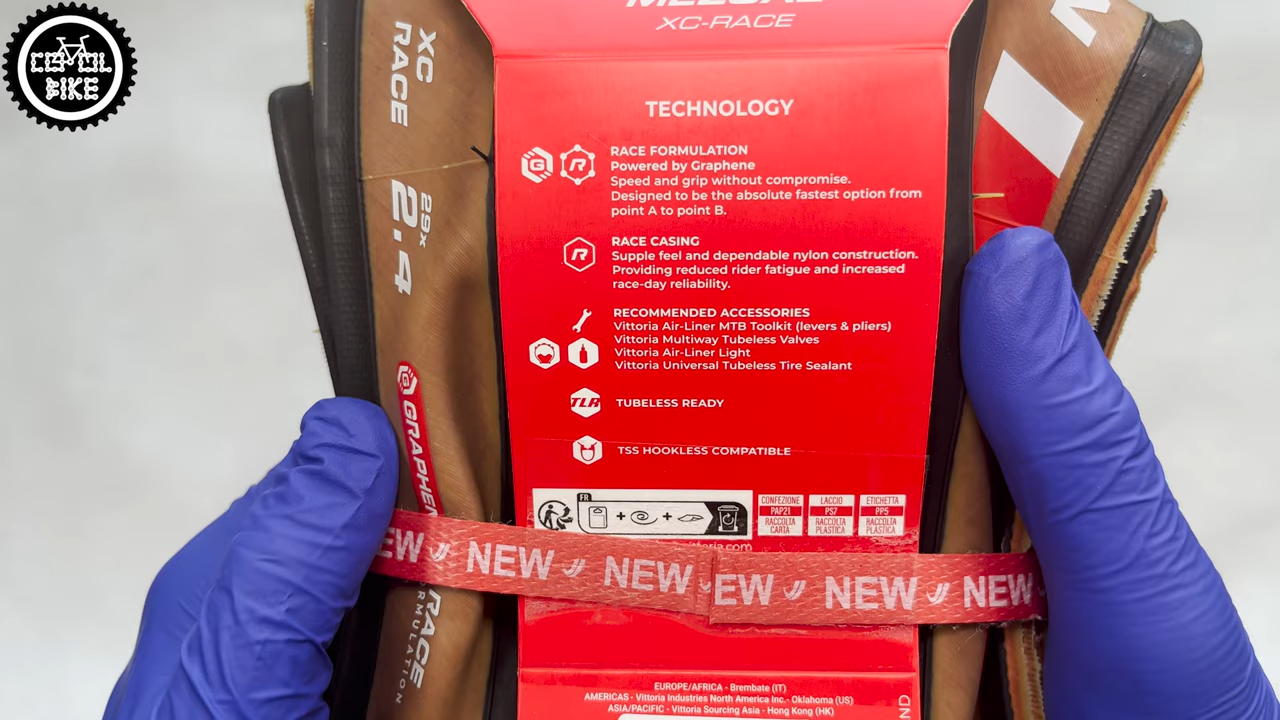 CEVOL
BIKE
XC
RACE
29x
2.4
GRAPHENE
RACE
MEZCAL
XC-RACE
TECHNOLOGY
G R
RACE FORMULATION
Powered by Graphene
Speed and grip without compromise.
Designed to be the absolute fastest option from
point A to point B.
R
RACE CASING
Supple feel and dependable nylon construction.
Providing reduced rider fatigue and increased
race-day reliability.
RECOMMENDED ACCESSORIES
Vittoria Air-Liner MTB Toolkit (levers & pliers)
Vittoria Multiway Tubeless Valves
Vittoria Air-Liner Light
Vittoria Universal Tubeless Tire Sealant
TLR TUBELESS READY
TSS HOOKLESS COMPATIBLE
FR
CONFEZIONE
PAP21
RACCOLTA
CARTA
LACCIO
PS7
RACCOLTA
PLASTICA
ETICHETTA
PP5
RACCOLTA
PLASTICA
EW NEW NEW EW NEW NEW
EUROPE/AFRICA - Brembate (IT)
AMERICAS - Vittoria Industries North America Inc.- Oklahoma (US)
ASIA/PACIFIC - Vittoria Sourcing Asia - Hong Kong (HK)